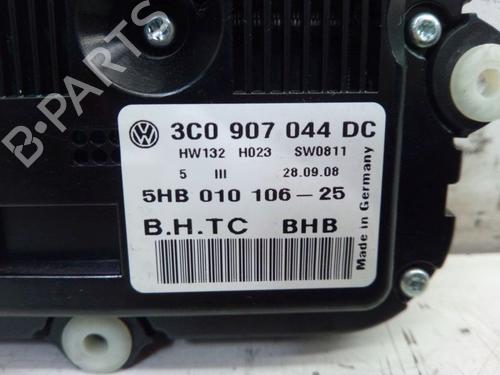 3C0 907 044 DC
HW132 H023 SW0811
5 III 28.09.08
5HB 010 106-25
B.H.TC BHB
Made in Germany